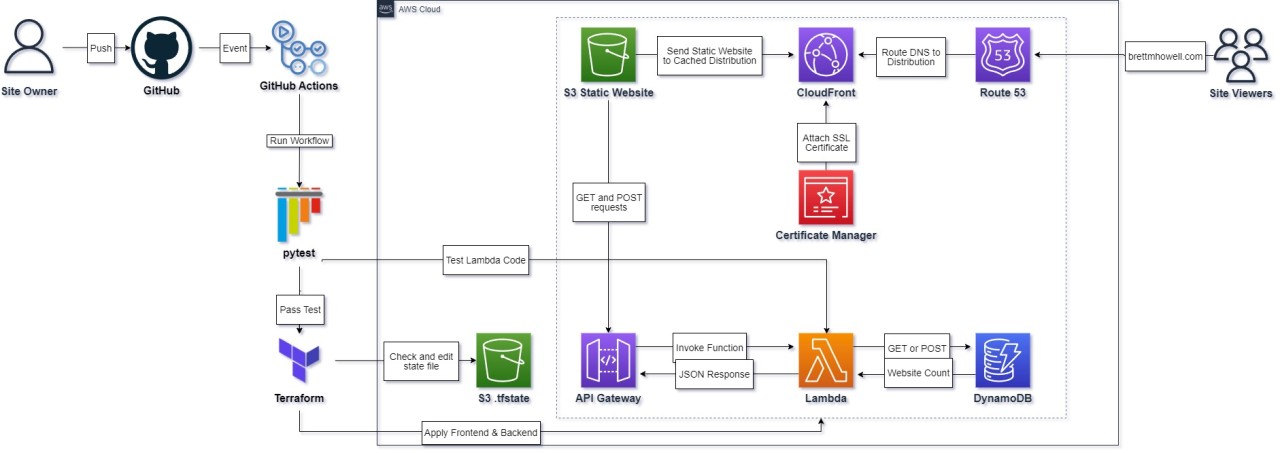 aws
AWS Cloud
Push
Event
Send Static Website
to Cached Distribution
Route DNS to
Distribution
53
brettmhowell.com
Site Owner
GitHub
GitHub Actions
S3 Static Website
CloudFront
Route 53
Site Viewers
Run Workflow
Attach SSL
Certificate
GET and POST
requests
Certificate Manager
pytest
Test Lambda Code
Pass Test
Check and edit
state file
Invoke Function
JSON Response
GET or POST
Website Count
</>
Terraform
S3 .tfstate
API Gateway
Lambda
DynamoDB
Apply Frontend & Backend